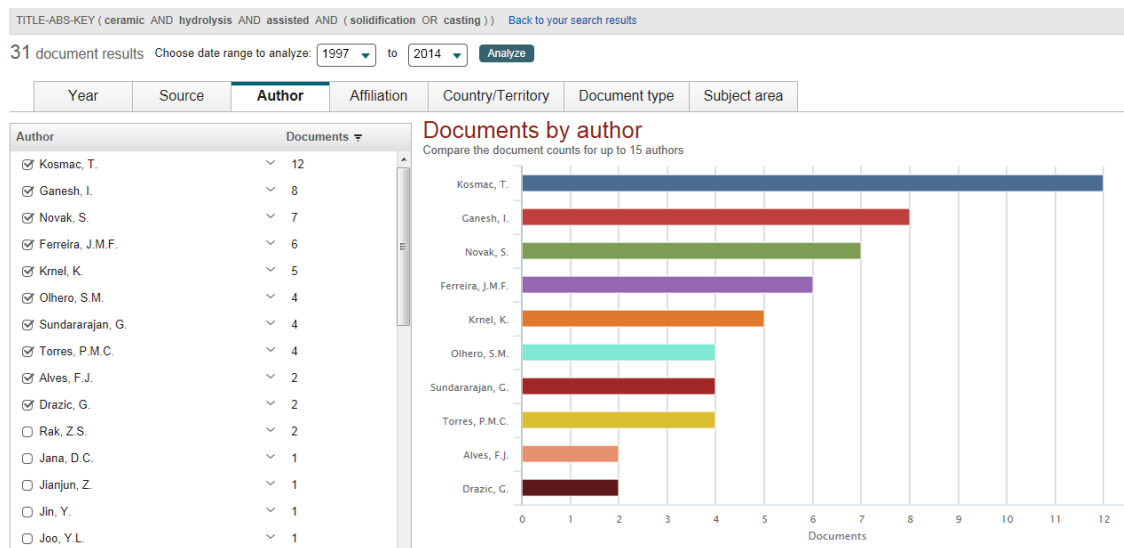 TITLE-ABS-KEY ( ceramic AND hydrolysis AND assisted AND ( solidification OR casting ) ) Back to your search results
31 document results Choose date range to analyze: 1997 to 2014 Analyze
Year Source Author Affiliation Country/Territory Document type Subject area
Author Documents
Kosmac, T. 12
Ganesh, I. 8
Novak, S. 7
Ferreira, J.M.F. 6
Krnel, K. 5
Olhero, S.M. 4
Sundararajan, G. 4
Torres, P.M.C. 4
Alves, F.J. 2
Drazic, G. 2
Rak, Z.S. 2
Jana, D.C. 1
Jianjun, Z. 1
Jin, Y. 1
Joo, Y.L. 1
Documents by author
Compare the document counts for up to 15 authors
Kosmac, T.
Ganesh, I.
Novak, S.
Ferreira, J.M.F.
Krnel, K.
Olhero, S.M.
Sundararajan, G.
Torres, P.M.C.
Alves, F.J.
Drazic, G.
0 1 2 3 4 5 6 7 8 9 10 11 12
Documents